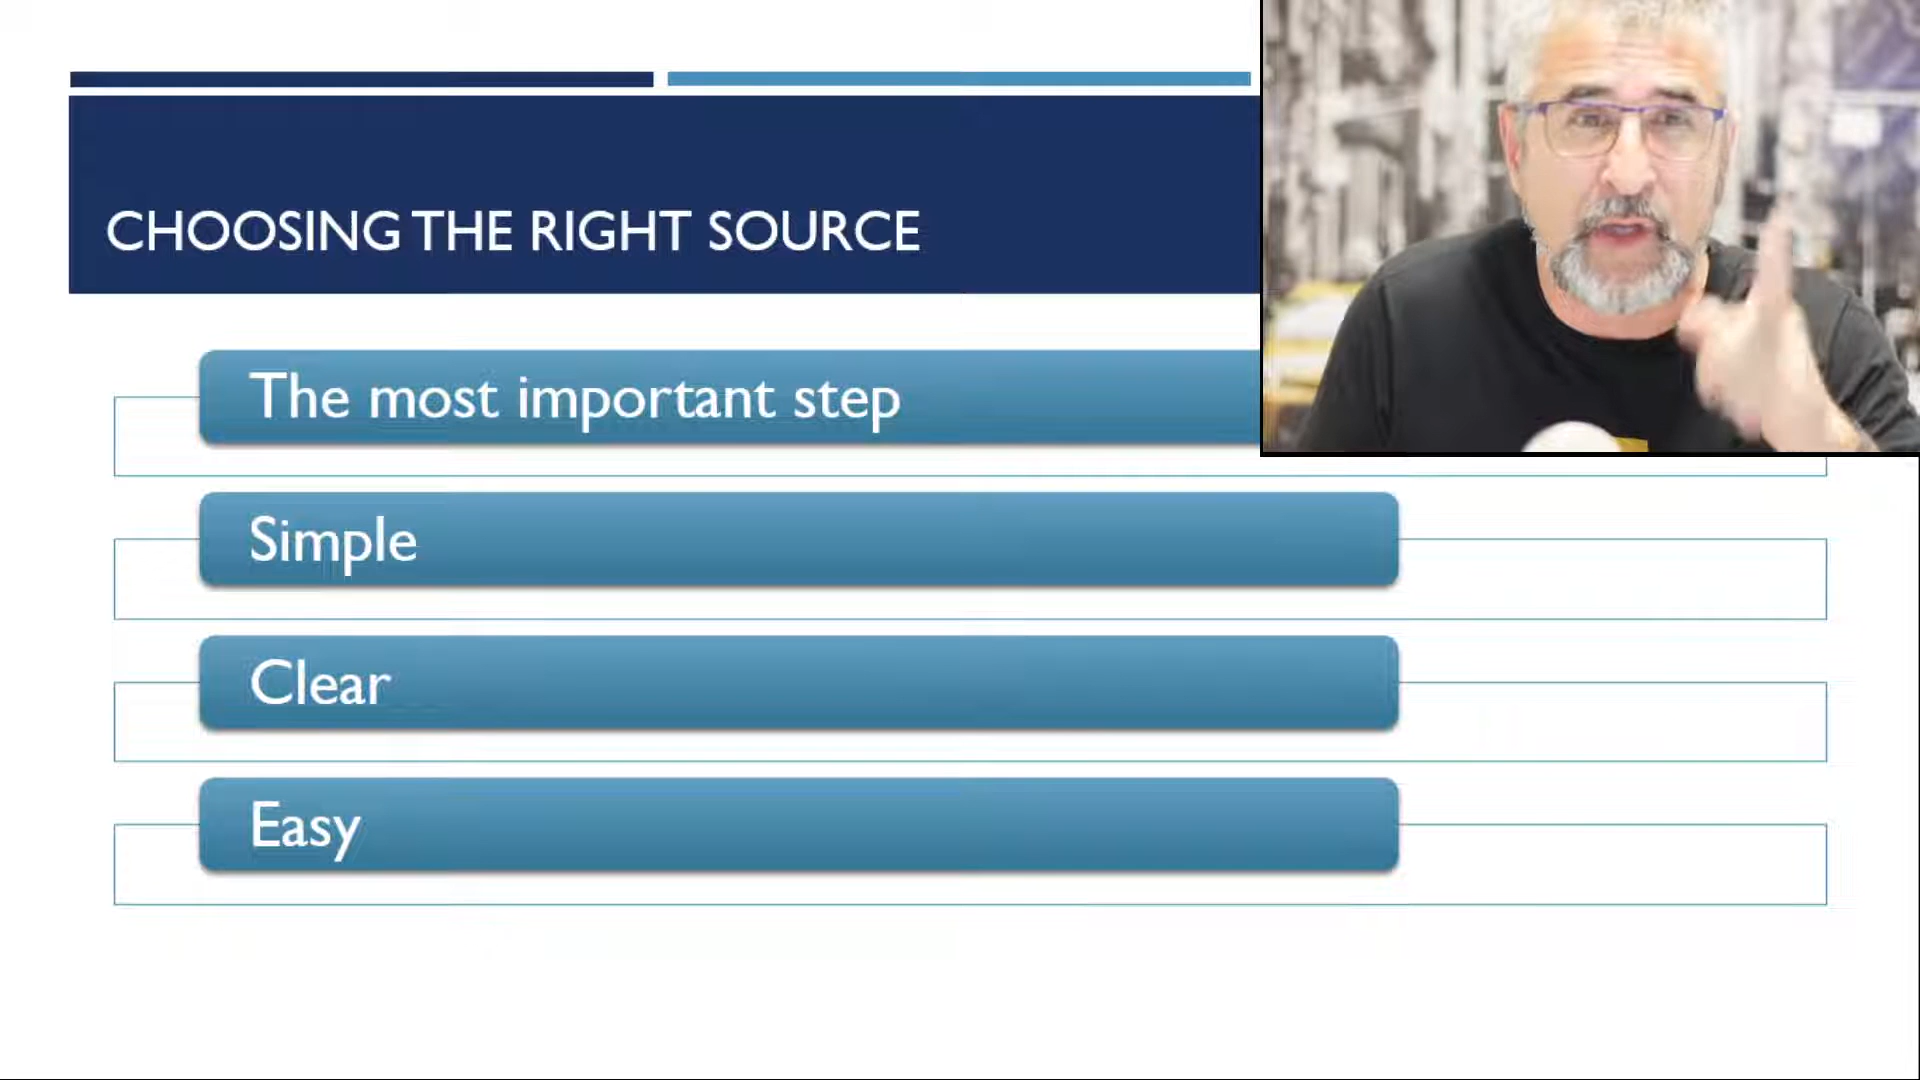 CHOOSING THE RIGHT SOURCE
The most important step
Simple
Clear
Easy